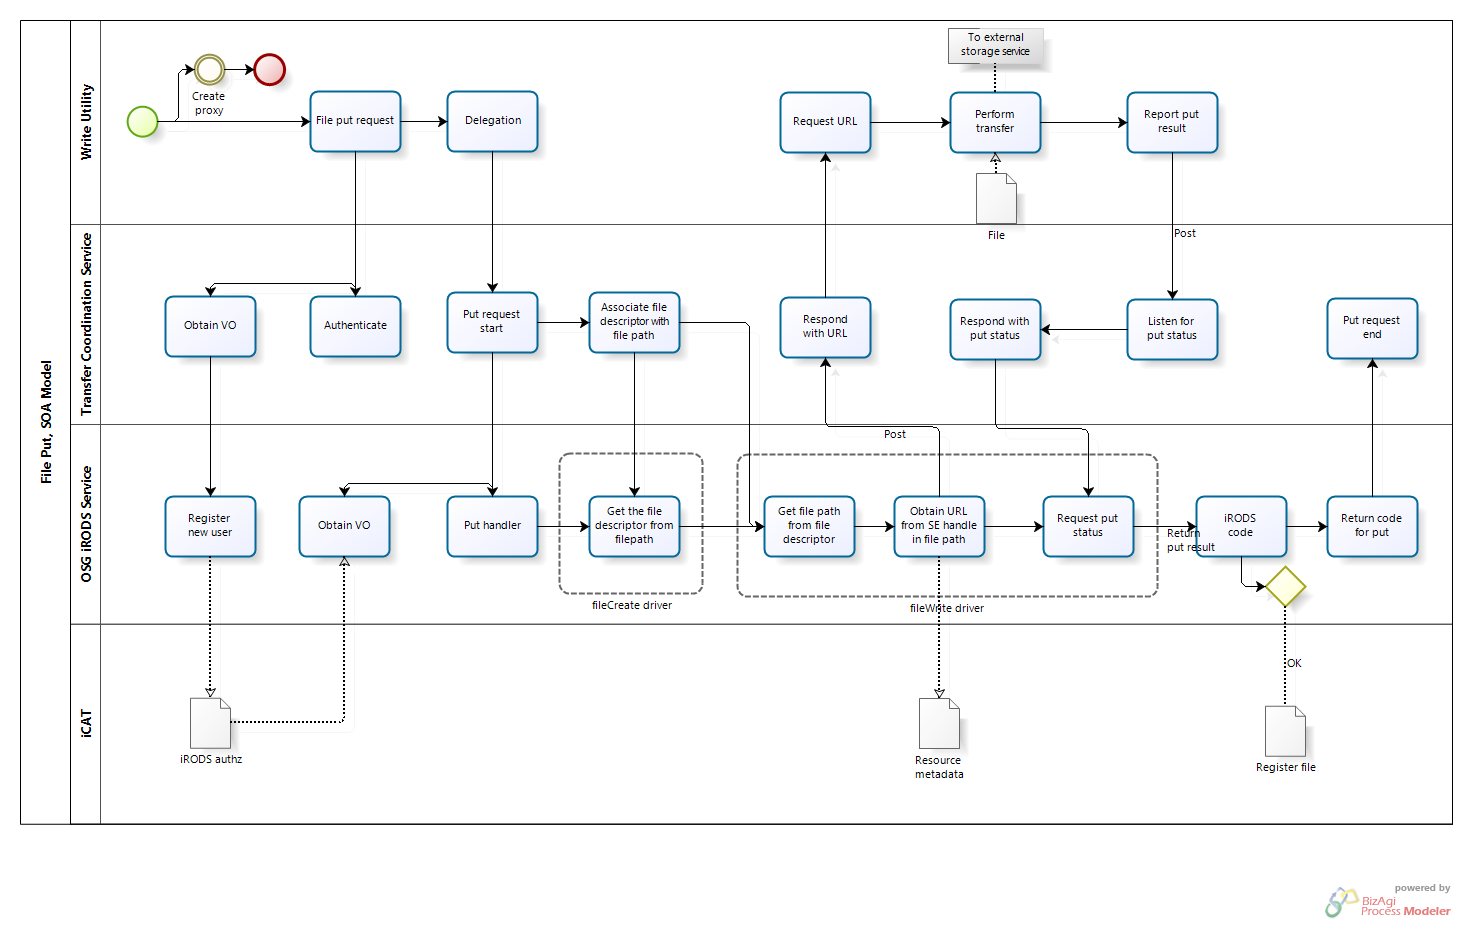 File Put, SOA Model
Write Utility
To external
storage service
Create
proxy
File put request
Delegation
Request URL
Perform
transfer
Report put
result
File
Post
Transfer Coordination Service
Obtain VO
Authenticate
Put request
start
Associate file
descriptor with
file path
Respond
with URL
Respond with
put status
Listen for
put status
Put request
end
OSG iRODS Service
Post
Register
new user
Obtain VO
Put handler
Get the file
descriptor from
filepath
Get file path
from file
descriptor
Obtain URL
from SE handle
in file path
Request put
status
Return
put result
iRODS
code
Return code
for put
fileCreate driver
fileWrite driver
iCAT
OK
iRODS authz
Resource
metadata
Register file
powered by
BizAgi
Process Modeler